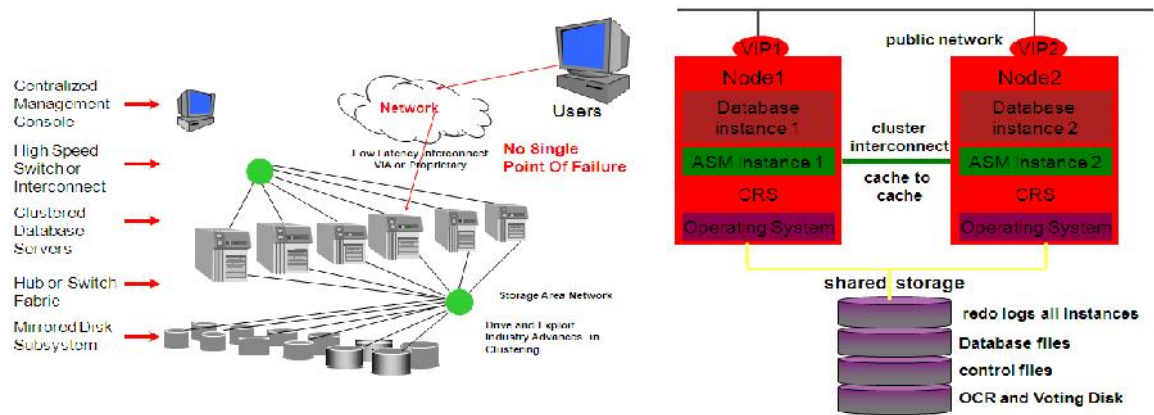 Centralized
Management
Console
High Speed
Switch or
Interconnect
Clustered
Database
Servers
Hub or Switch
Fabric
Mirrored Disk
Subsystem
Network
Users
Low Latency Interconnect
VIA or Proprietary
No Single
Point Of Failure
Storage Area Network
Drive and Exploit
Industry Advances in
Clustering
public network
VIP1
VIP2
Node1
Database
instance 1
ASM Instance 1
CRS
Operating System
cluster
interconnect
cache to
cache
Node2
Database
instance 2
ASM Instance 2
CRS
Operating System
shared storage
redo logs all Instances
Database files
control files
OCR and Voting Disk